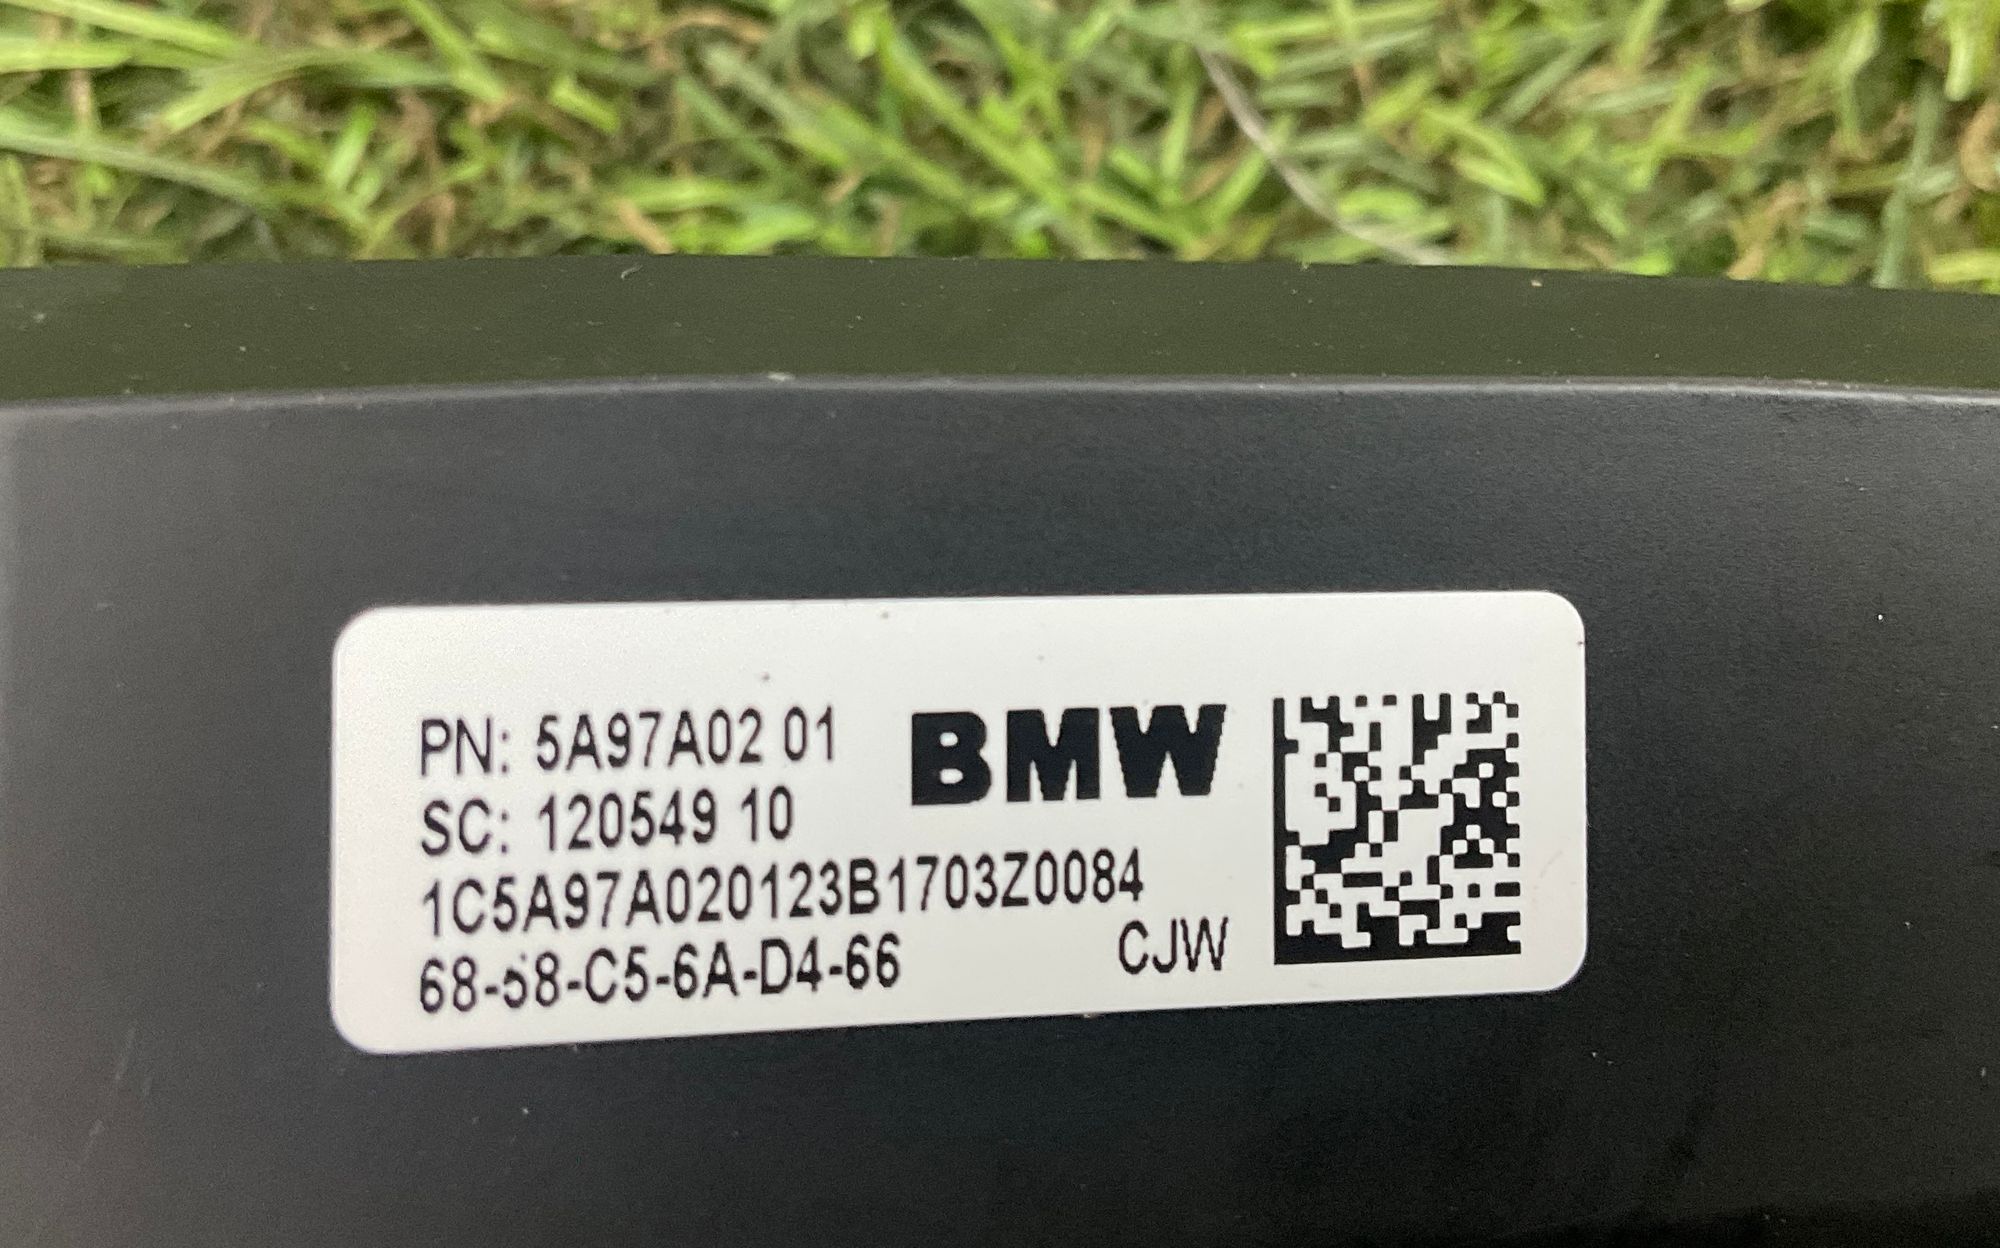 PN: 5A97A02 01
BMW
SC: 120549 10
1C5A97A020123B1703Z0084
68-58-C5-6A-D4-66
CJW